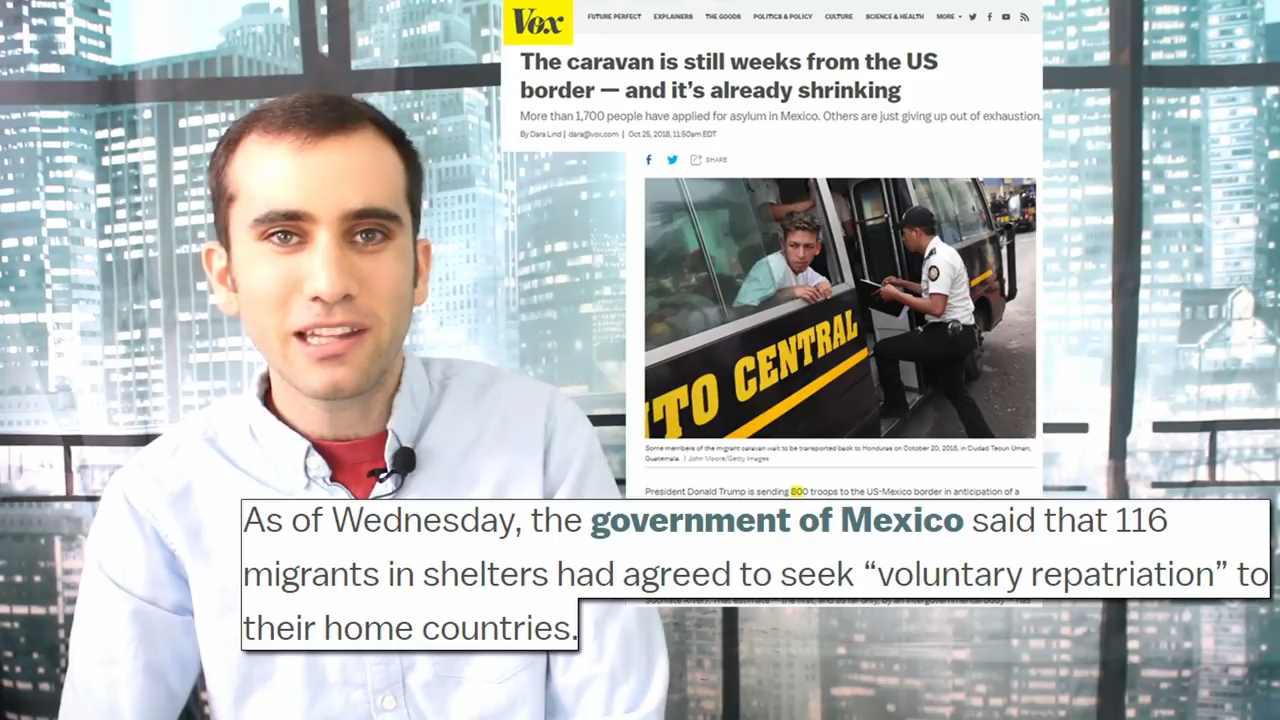 Vox
FUTURE PERFECT EXPLAINERS THE GOODS POLITICS & POLICY CULTURE SCIENCE & HEALTH MORE
The caravan is still weeks from the US
border — and it's already shrinking
More than 1,700 people have applied for asylum in Mexico. Others are just giving up out of exhaustion.
By Dara Lind | dara@vox.com | Oct 25, 2018, 11:50am EDT
SHARE
TO CENTRAL
Some members of the migrant caravan wait to be transported back to Honduras on October 20, 2018, in Ciudad Tecun Uman,
Guatemala. | John Moore/Getty Images
President Donald Trump is sending 800 troops to the US-Mexico border in anticipation of a
As of Wednesday, the government of Mexico said that 116
migrants in shelters had agreed to seek “voluntary repatriation” to
their home countries.